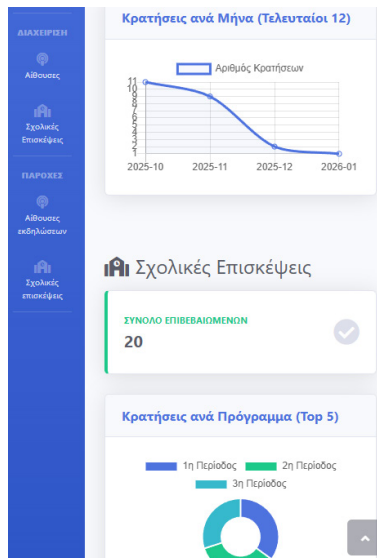 ΔΙΑΧΕΙΡΙΣΗ
Αίθουσες
Σχολικές
Επισκέψεις
ΠΑΡΟΧΕΣ
Αίθουσες
εκδηλώσεων
Σχολικές
επισκέψεις
Κρατήσεις ανά Μήνα (Τελευταίοι 12)
Αριθμός Κρατήσεων
11
10
9
8
7
6
5
4
3
2
1
2025-10 2025-11 2025-12 2026-01
Σχολικές Επισκέψεις
ΣΥΝΟΛΟ ΕΠΙΒΕΒΑΙΩΜΕΝΩΝ
20
Κρατήσεις ανά Πρόγραμμα (Top 5)
1η Περίοδος 2η Περίοδος
3η Περίοδος